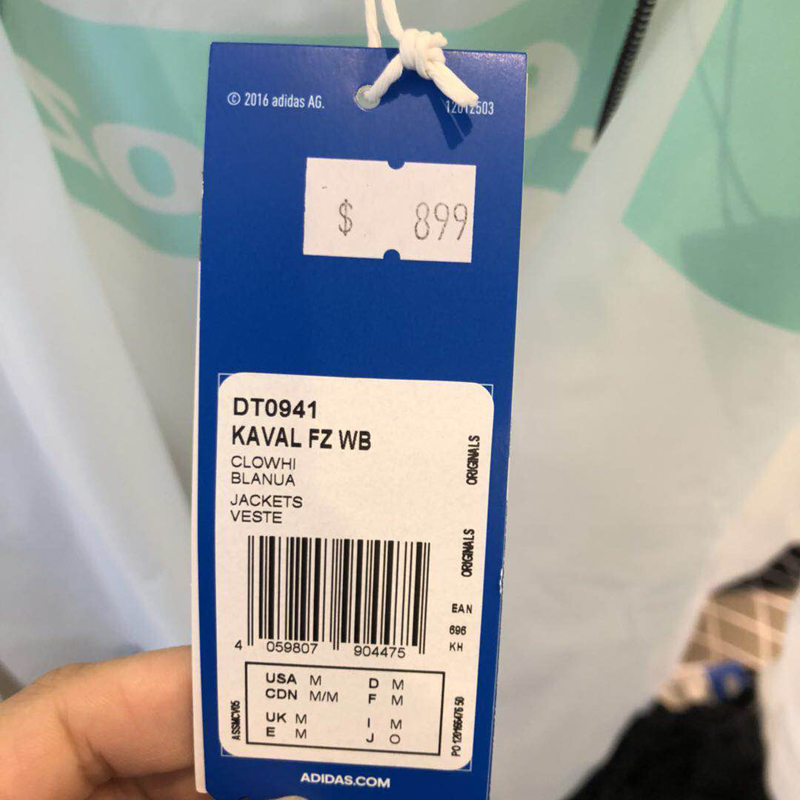 © 2016 adidas AG.
$ 899
DT0941
KAVAL FZ WB
CLOWHI
BLANUA
JACKETS
VESTE
ORIGINALS
ORIGINALS
EAN
696
KH
4 059807 904475
USA M D M
CDN M/M F M
UK M I M
E M J O
ASSMCV05
ADIDAS.COM